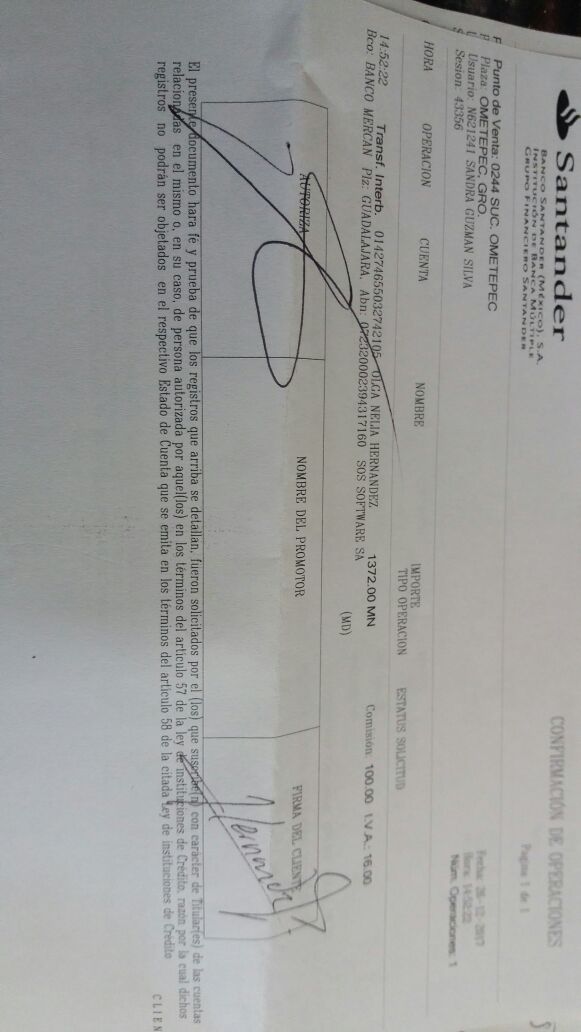 Santander
BANCO SANTANDER (MÉXICO), S.A.
INSTITUCIÓN DE BANCA MÚLTIPLE
GRUPO FINANCIERO SANTANDER
CONFIRMACIÓN DE OPERACIONES
Pagina 1 de 1
Punto de Venta: 0244 SUC. OMETEPEC
Plaza: OMETEPEC, GRO.
Usuario: N621241 SANDRA GUZMAN SILVA
Sesion: 43356
Fecha: 26-12-2017
Hora: 14:52:23
Núm. Operaciones: 1
HORA OPERACION CUENTA NOMBRE IMPORTE ESTATUS SOLICITUD
TIPO OPERACION
14:52:22 Transf. Interb. 014274655032742105 OLGA NELIA HERNANDEZ 1372.00 MN Comisión: 100.00 I.V.A.: 16.00
Bco: BANCO MERCAN Plz: GUADALAJARA, Abn: 072320002394317160 SOS SOFTWARE SA (MD)
AUTORIZA NOMBRE DEL PROMOTOR FIRMA DEL CLIENTE
Hernandez
El presente documento hara fé y prueba de que los registros que arriba se detallan, fueron solicitados por el (los) que suscribe(n) con carácter de Titular(es) de las cuentas
relacionadas en el mismo o, en su caso, de persona autorizada por aquel(los) en los términos del artículo 57 de la ley de instituciones de Crédito, razón por la cual dichos
registros no podrán ser objetados en el respectivo Estado de Cuenta que se emita en los términos del artículo 58 de la citada Ley de instituciones de Crédito
CLIEN